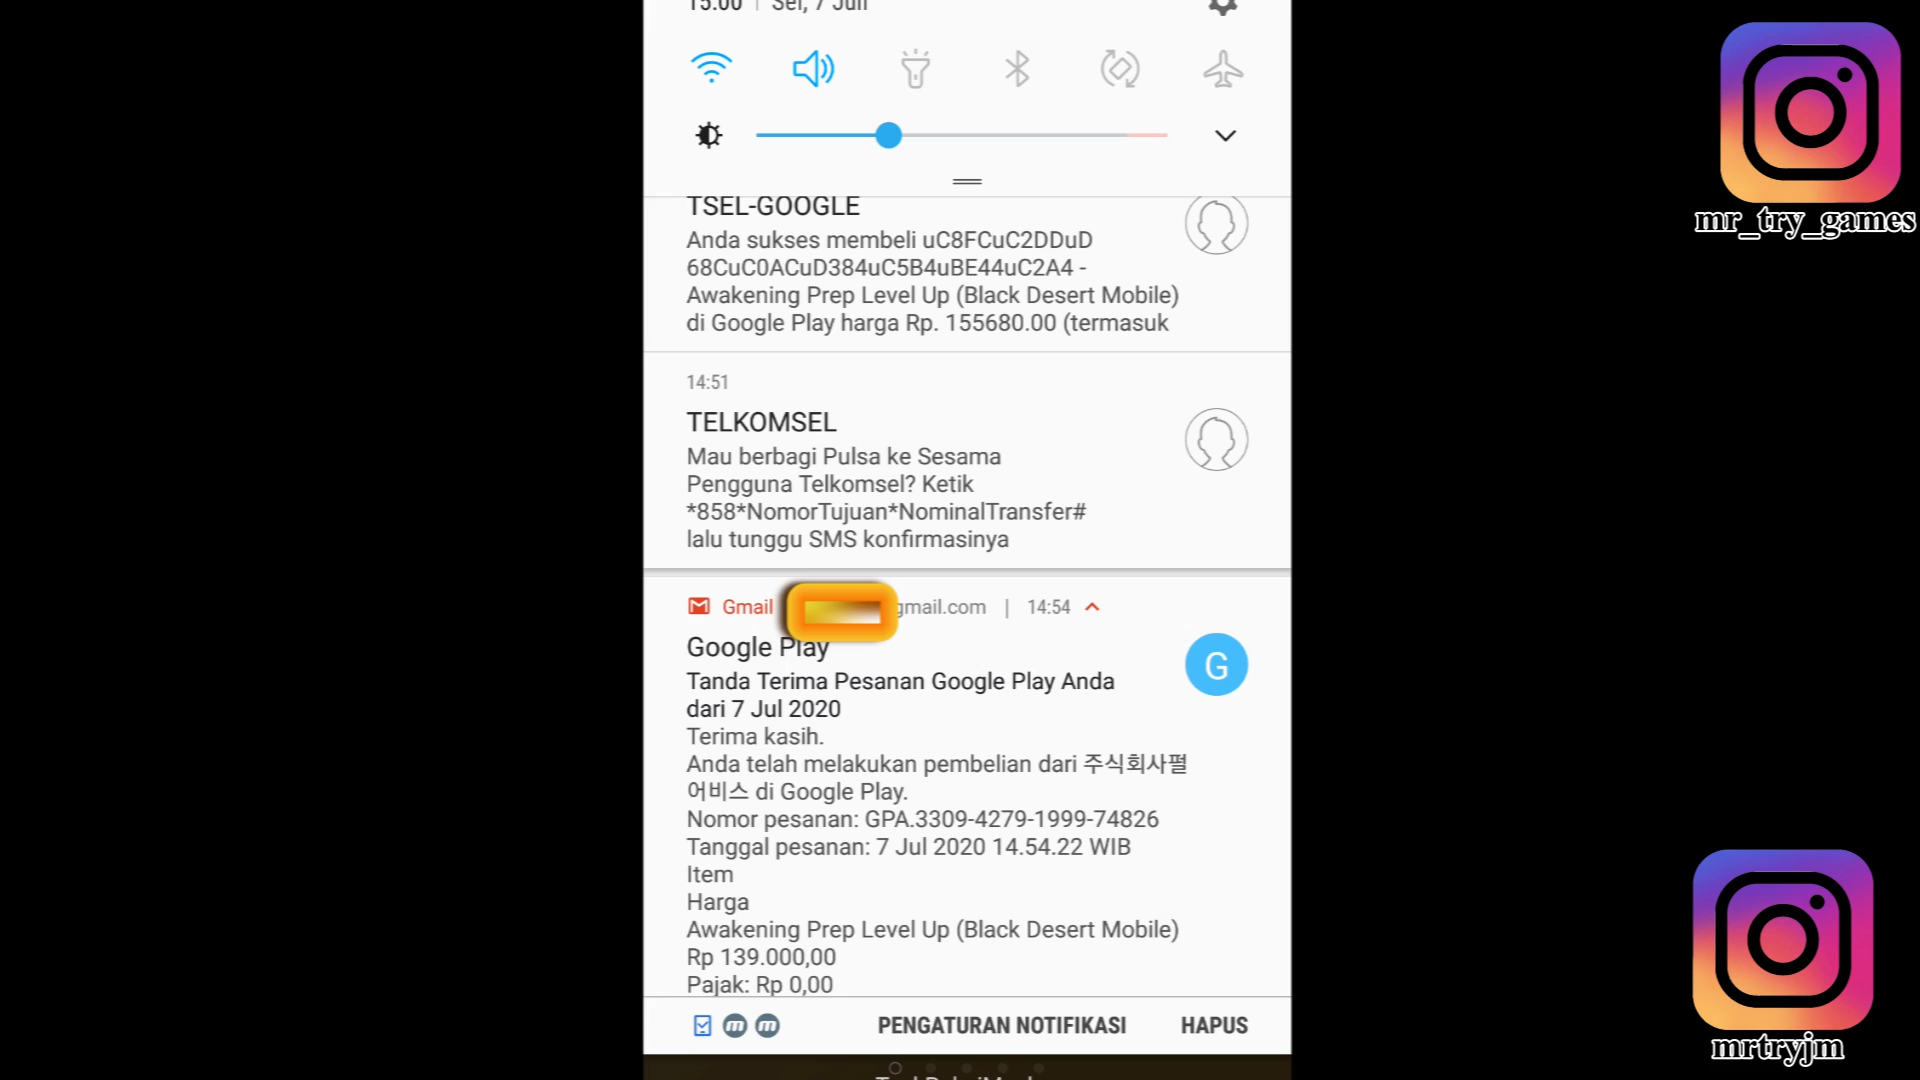 15.00 | Sel, 7 Juli
TSEL-GOOGLE
Anda sukses membeli uC8FCuC2DDuD
68CuC0ACuD384uC5B4uBE44uC2A4 -
Awakening Prep Level Up (Black Desert Mobile)
di Google Play harga Rp. 155680.00 (termasuk
14:51
TELKOMSEL
Mau berbagi Pulsa ke Sesama
Pengguna Telkomsel? Ketik
*858*NomorTujuan*NominalTransfer#
lalu tunggu SMS konfirmasinya
Gmail gmail.com | 14:54
Google Play
G
Tanda Terima Pesanan Google Play Anda
dari 7 Jul 2020
Terima kasih.
Anda telah melakukan pembelian dari 주식회사펄
어비스 di Google Play.
Nomor pesanan: GPA.3309-4279-1999-74826
Tanggal pesanan: 7 Jul 2020 14.54.22 WIB
Item
Harga
Awakening Prep Level Up (Black Desert Mobile)
Rp 139.000,00
Pajak: Rp 0,00
PENGATURAN NOTIFIKASI HAPUS
mr_try_games
mrtryjm